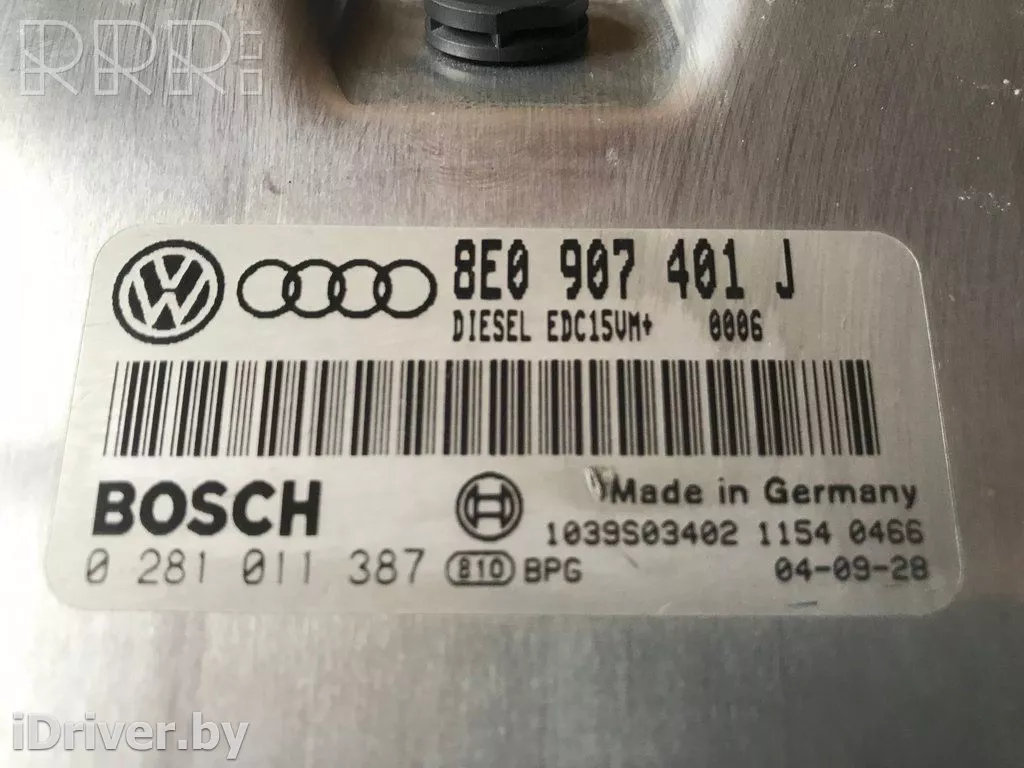 RRR.LT
8E0 907 401 J
DIESEL EDC15VM+ 0006
BOSCH
Made in Germany
1039S03402 1154 0466
0 281 011 387 810 BPG 04-09-28
iDriver.by